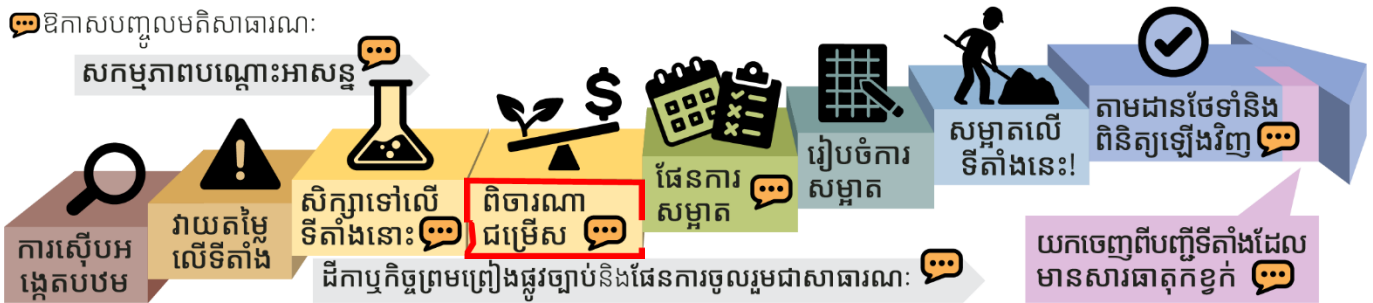 ឱកាសបញ្ចូលមតិសាធារណៈ
សកម្មភាពបណ្ដោះអាសន្ន
ការស៊ើបអ
ង្កេតបឋម
វាយតម្លៃ
លើទីតាំង
សិក្សាទៅលើ
ទីតាំងនោះ
ពិចារណា
ជម្រើស
ផែនការ
សម្អាត
រៀបចំការ
សម្អាត
សម្អាតលើ
ទីតាំងនេះ!
តាមដានថែទាំនិង
ពិនិត្យឡើងវិញ
ដីកាឬកិច្ចព្រមព្រៀងផ្លូវច្បាប់និងផែនការចូលរួមជាសាធារណៈ
យកចេញពីបញ្ជីទីតាំងដែល
មានសារធាតុកខ្វក់
$